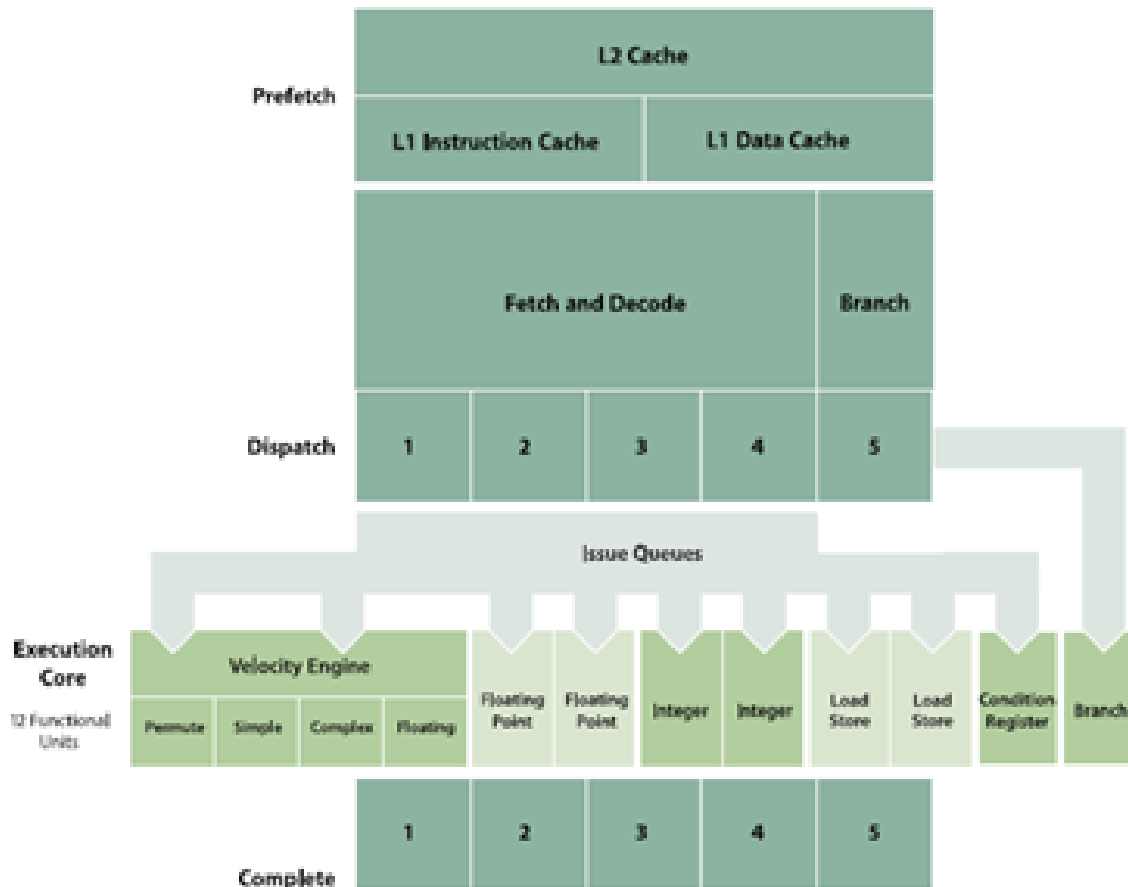 L2 Cache
Prefetch
L1 Instruction Cache
L1 Data Cache
Fetch and Decode
Branch
Dispatch
1
2
3
4
5
Issue Queues
Execution
Core
12 Functional
Units
Velocity Engine
Permute
Simple
Complex
Floating
Floating
Point
Floating
Point
Integer
Integer
Load
Store
Load
Store
Condition
Register
Branch
1
2
3
4
5
Complete